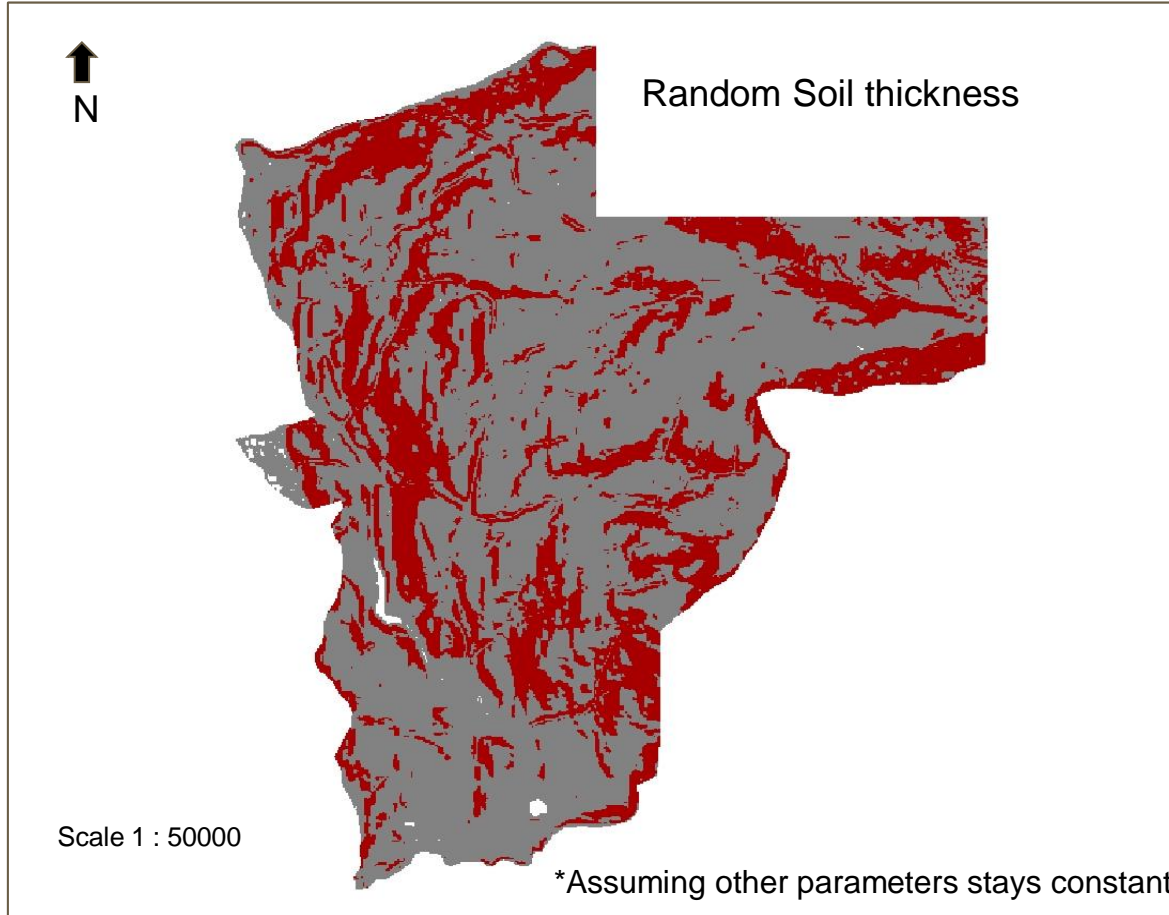 N
Random Soil thickness
Scale 1 : 50000
*Assuming other parameters stays constant